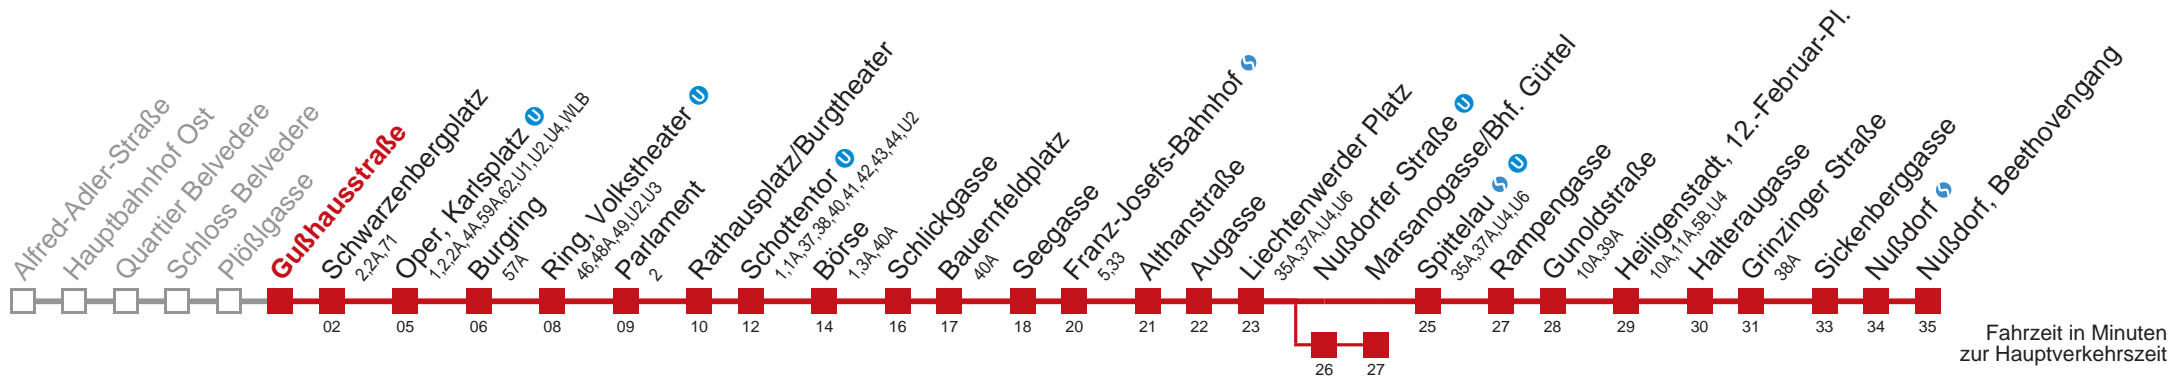 Alfred-Adler-Straße
Hauptbahnhof Ost
Quartier Belvedere
Schloss Belvedere
Plößlgasse
Gußhausstraße
Schwarzenbergplatz
2,2A,71
Oper, Karlsplatz U
1,2,2A,4A,59A,62,U1,U2,U4,WLB
Burgring
57A
Ring, Volkstheater U
46,48A,49,U2,U3
Parlament
2
Rathausplatz/Burgtheater
Schottentor U
1,1A,37,38,40,41,42,43,44,U2
Börse
1,3A,40A
Schlickgasse
Bauernfeldplatz
40A
Seegasse
Franz-Josefs-Bahnhof S
5,33
Althanstraße
Augasse
Liechtenwerder Platz
35A,37A,U4,U6
Nußdorfer Straße U
Marsanogasse/Bhf. Gürtel
Spittelau S U
35A,37A,U4,U6
Rampengasse
Gunoldstraße
10A,39A
Heiligenstadt, 12.-Februar-Pl.
10A,11A,5B,U4
Halteraugasse
Grinzinger Straße
38A
Sickenberggasse
Nußdorf S
Nußdorf, Beethovengang
02 05 06 08 09 10 12 14 16 17 18 20 21 22 23 25 27 28 29 30 31 33 34 35
26 27
Fahrzeit in Minuten
zur Hauptverkehrszeit